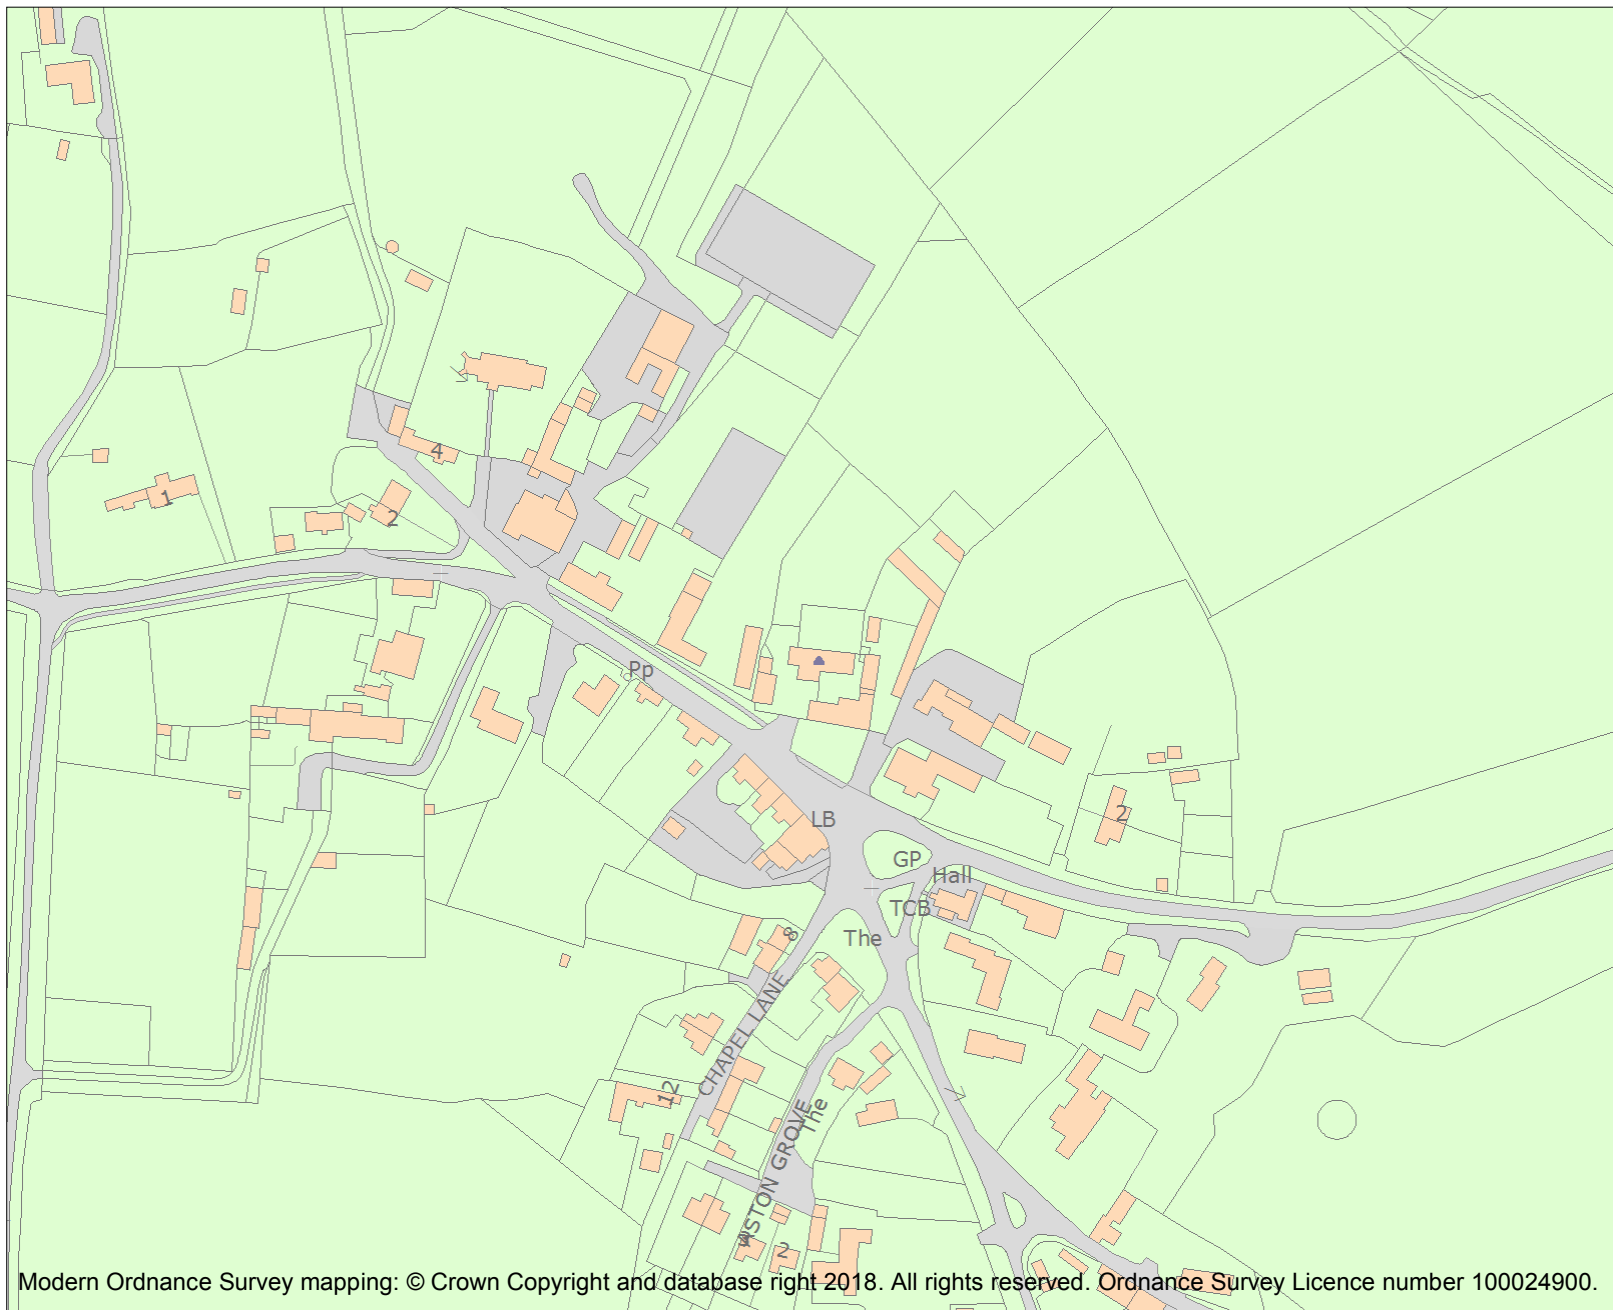 4
1
2
Pp
LB
2
GP
Hall
TCB
The
8
CHAPEL LANE
12
The
ASTON GROVE
2
Modern Ordnance Survey mapping: © Crown Copyright and database right 2018. All rights reserved. Ordnance Survey Licence number 100024900.